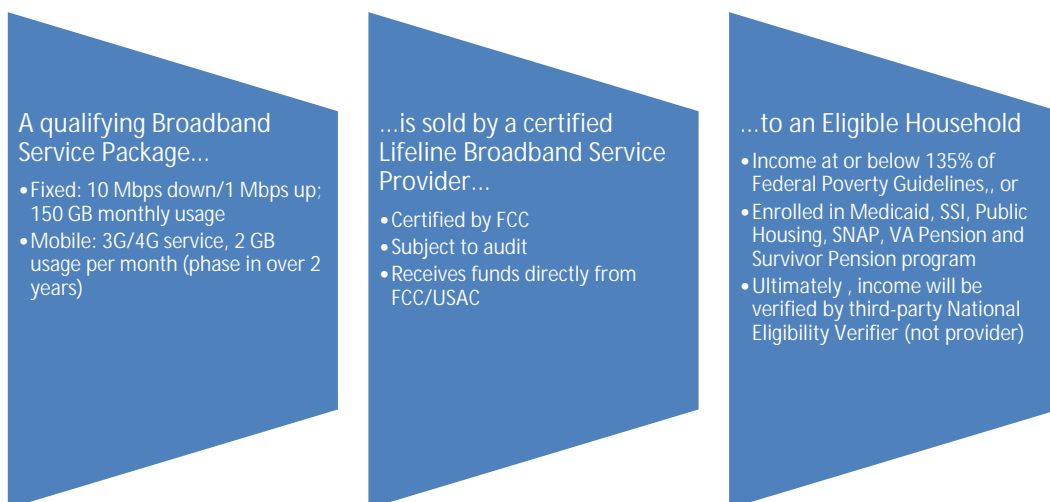 A qualifying Broadband
Service Package...
•Fixed: 10 Mbps down/1 Mbps up;
150 GB monthly usage
•Mobile: 3G/4G service, 2 GB
usage per month (phase in over 2
years)
...is sold by a certified
Lifeline Broadband Service
Provider...
•Certified by FCC
•Subject to audit
•Receives funds directly from
FCC/USAC
...to an Eligible Household
•Income at or below 135% of
Federal Poverty Guidelines,, or
•Enrolled in Medicaid, SSI, Public
Housing, SNAP, VA Pension and
Survivor Pension program
•Ultimately , income will be
verified by third-party National
Eligibility Verifier (not provider)